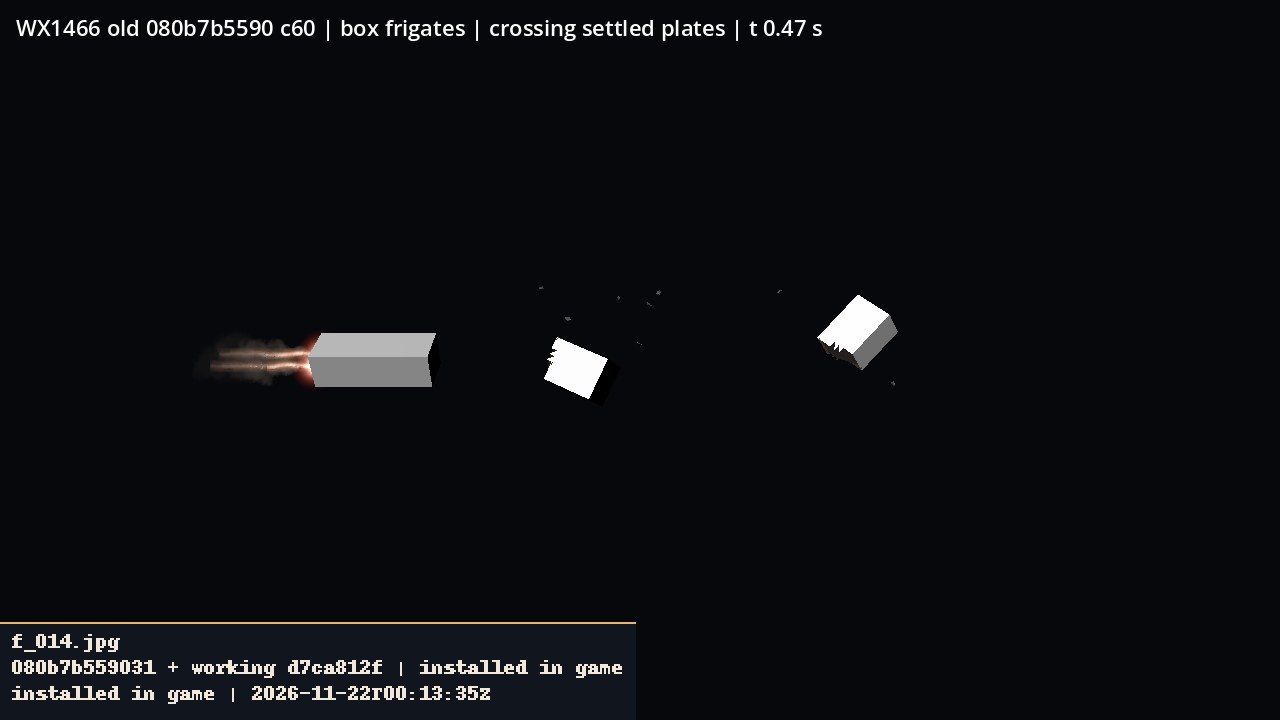 WX1466 old 080b7b5590 c60 | box frigates | crossing settled plates | t 0.47 s
f_014.jpg
080b7b559031 + working d7ca812f | installed in game
installed in game | 2026-11-22T00:13:35Z